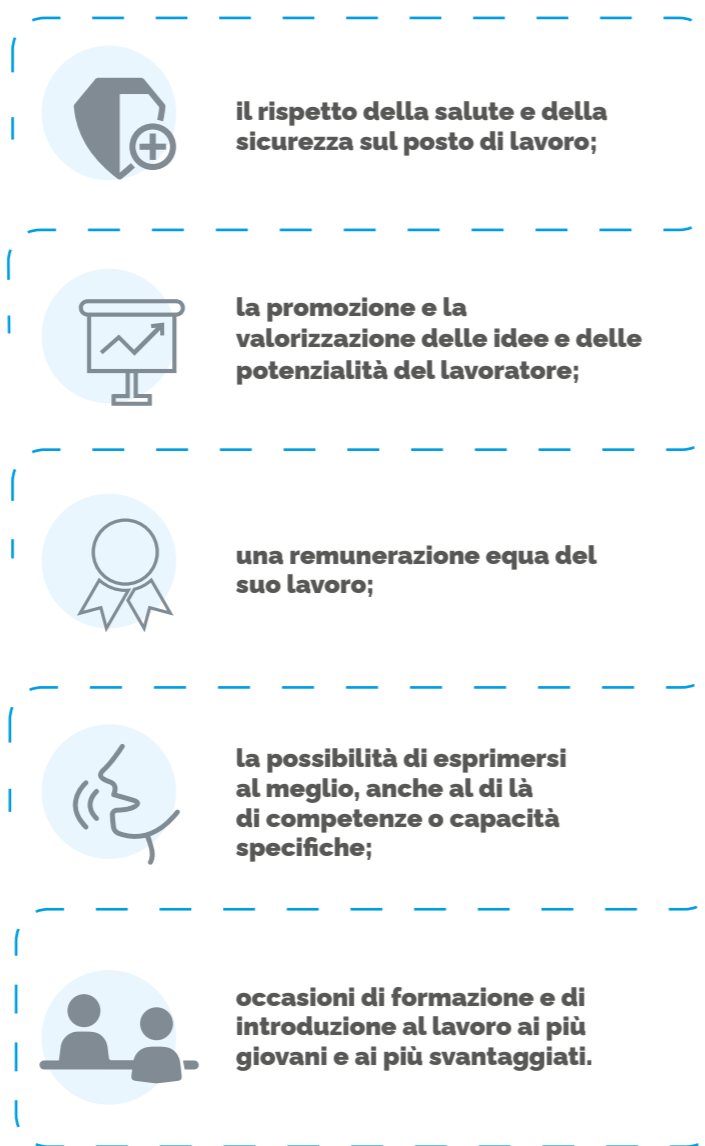 il rispetto della salute e della
sicurezza sul posto di lavoro;
la promozione e la
valorizzazione delle idee e delle
potenzialità del lavoratore;
una remunerazione equa del
suo lavoro;
la possibilità di esprimersi
al meglio, anche al di là
di competenze o capacità
specifiche;
occasioni di formazione e di
introduzione al lavoro ai più
giovani e ai più svantaggiati.